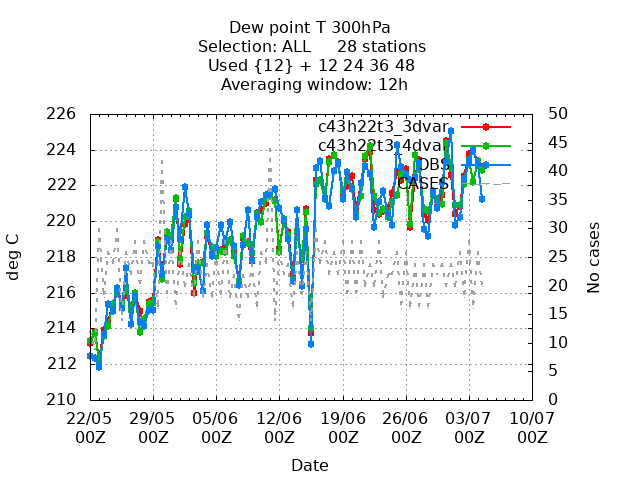 Dew point T 300hPa
Selection: ALL 28 stations
Used {12} + 12 24 36 48
Averaging window: 12h
c43h22t3_3dvar
c43h22t3_4dvar
OBS
CASES
226
224
222
220
218
216
214
212
210
deg C
50
45
40
35
30
25
20
15
10
5
0
No cases
22/05 29/05 05/06 12/06 19/06 26/06 03/07 10/07
00Z 00Z 00Z 00Z 00Z 00Z 00Z 00Z
Date